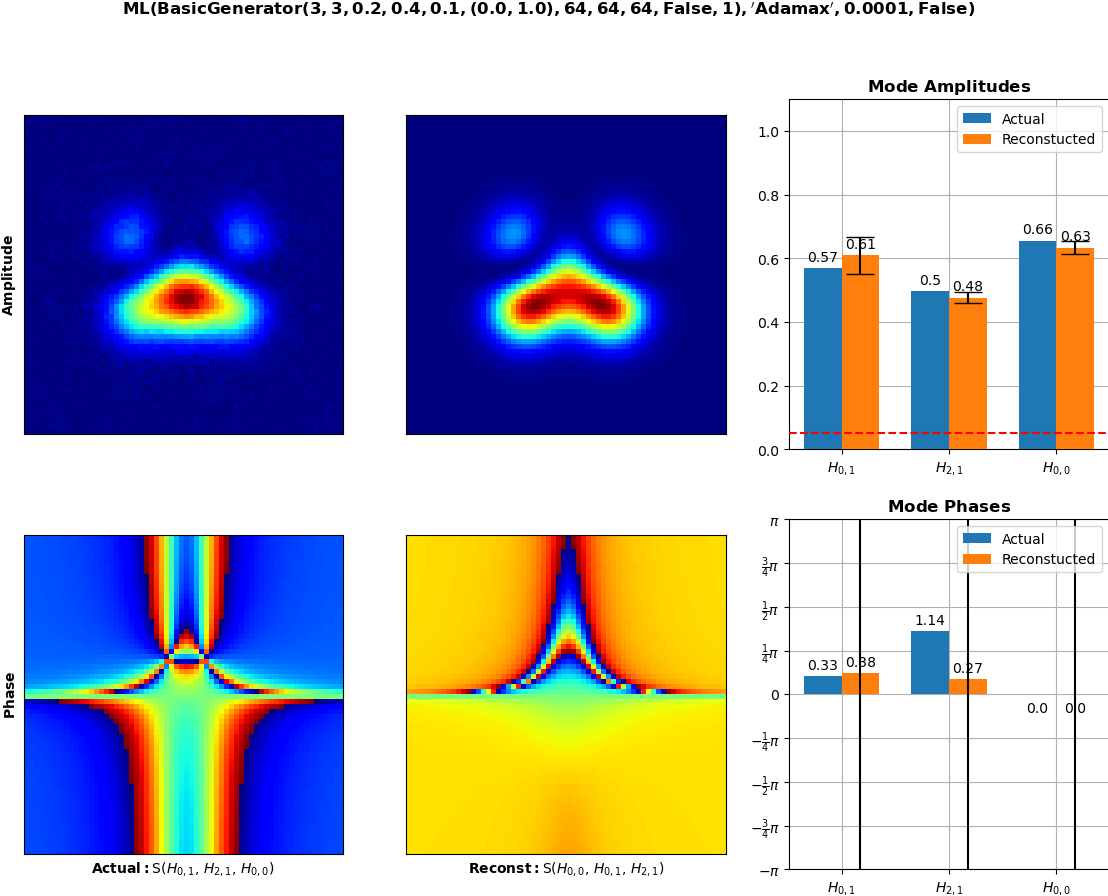 ML(BasicGenerator(3, 3, 0.2, 0.4, 0.1, (0.0, 1.0), 64, 64, 64, False, 1), ′Adamax′, 0.0001, False)
Amplitude
Mode Amplitudes
Actual
Reconstucted
1.0
0.8
0.6
0.4
0.2
0.0
0.57
0.61
0.5
0.48
0.66
0.63
H0,1
H2,1
H0,0
Phase
Actual: S(H0,1, H2,1, H0,0)
Reconst: S(H0,0, H0,1, H2,1)
Mode Phases
Actual
Reconstucted
π
3/4π
1/2π
1/4π
0
−1/4π
−1/2π
−3/4π
−π
0.33
0.38
1.14
0.27
0.0
0.0
H0,1
H2,1
H0,0